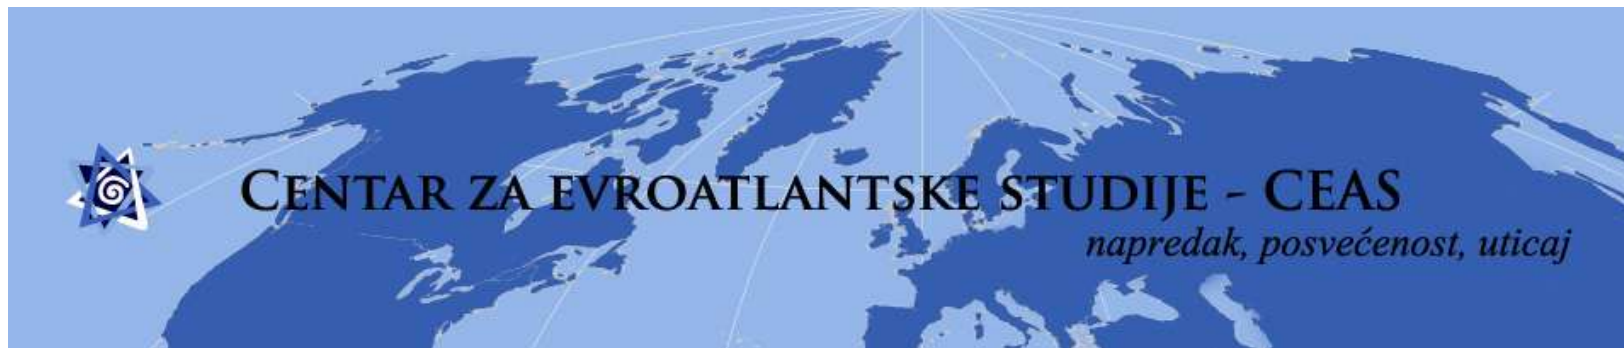 CENTAR ZA EVROATLANTSKE STUDIJE - CEAS
napredak, posvećenost, uticaj